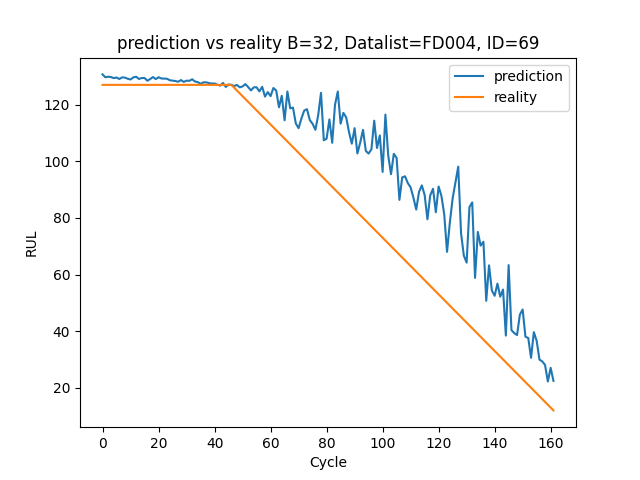 prediction vs reality B=32, Datalist=FD004, ID=69
prediction
reality
120
100
80
60
40
20
RUL
0 20 40 60 80 100 120 140 160
Cycle